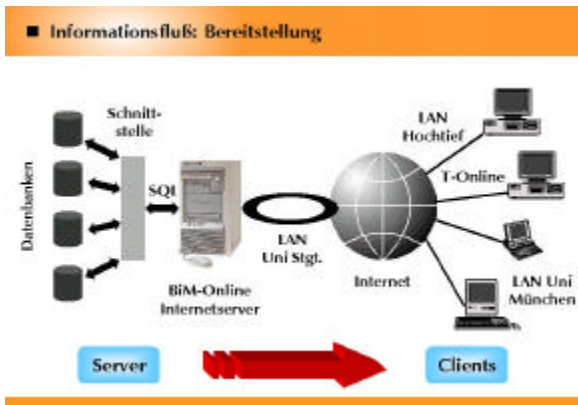 Informationsfluß: Bereitstellung
Schnitt-
stelle
Datenbanken
SQL
BiM-Online
Internetserver
LAN
Uni Stgt.
Internet
LAN
Hochtief
T-Online
LAN Uni
München
Server
Clients